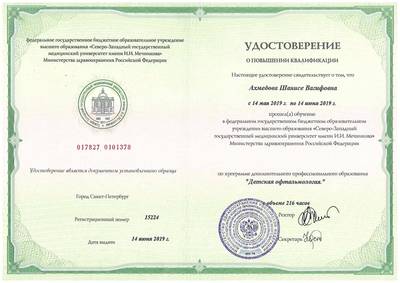 федеральное государственное бюджетное образовательное учреждение
высшего образования «Северо-Западный государственный
медицинский университет имени И.И. Мечникова»
Министерства здравоохранения Российской Федерации
017827 0101378
Удостоверение является документом установленного образца
Город Санкт-Петербург
Регистрационный номер 15224
Дата выдачи 14 июня 2019 г.
УДОСТОВЕРЕНИЕ
О ПОВЫШЕНИИ КВАЛИФИКАЦИИ
Настоящее удостоверение свидетельствует о том, что
Ахмедова Шанисе Вагифовна
с 14 мая 2019 г. по 14 июня 2019 г.
прошел(а) обучение
в федеральном государственном бюджетном образовательном
учреждении высшего образования «Северо-Западный
государственный медицинский университет имени И.И. Мечникова»
Министерства здравоохранения Российской Федерации
по программе дополнительного профессионального образования
"Детская офтальмология."
в объеме 216 часов
Ректор
Секретарь